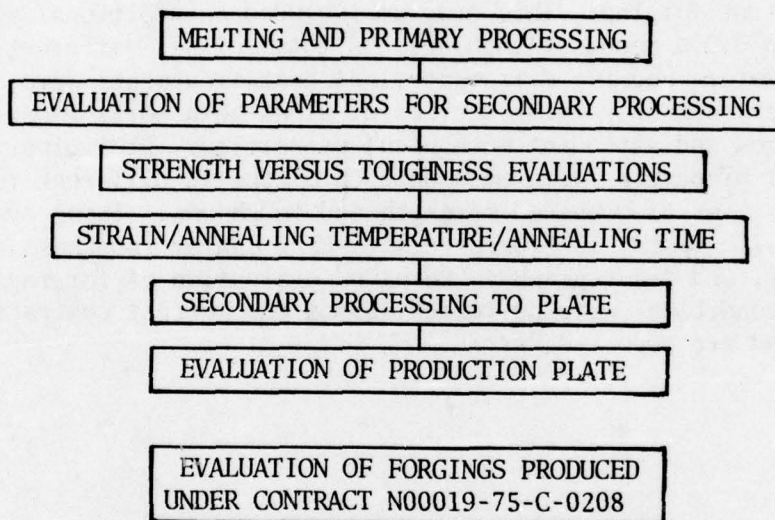 MELTING AND PRIMARY PROCESSING
EVALUATION OF PARAMETERS FOR SECONDARY PROCESSING
STRENGTH VERSUS TOUGHNESS EVALUATIONS
STRAIN/ANNEALING TEMPERATURE/ANNEALING TIME
SECONDARY PROCESSING TO PLATE
EVALUATION OF PRODUCTION PLATE
EVALUATION OF FORGINGS PRODUCED
UNDER CONTRACT N00019-75-C-0208